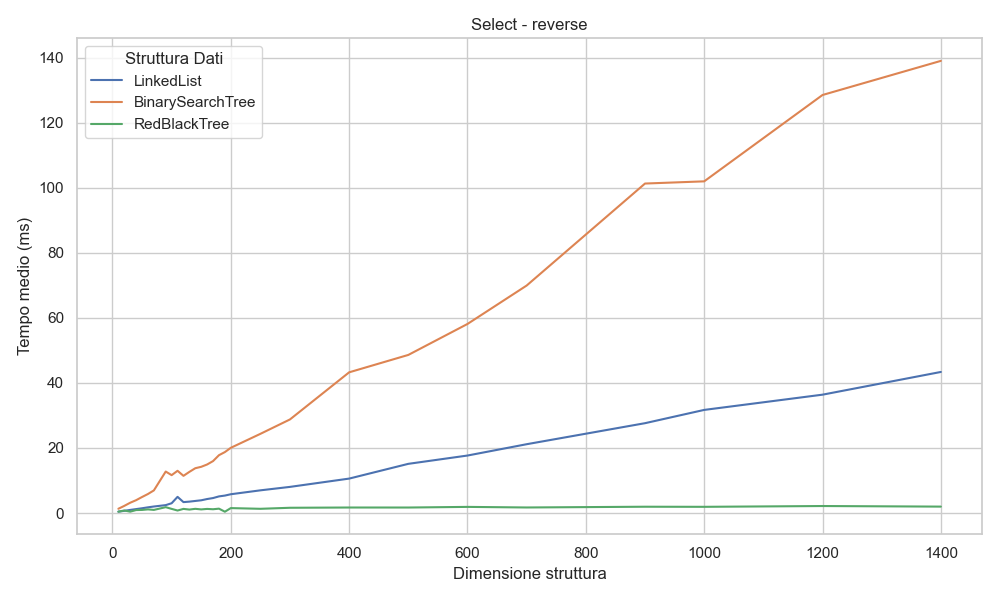 Select - reverse
Struttura Dati
LinkedList
BinarySearchTree
RedBlackTree
Tempo medio (ms)
140
120
100
80
60
40
20
0
0 200 400 600 800 1000 1200 1400
Dimensione struttura